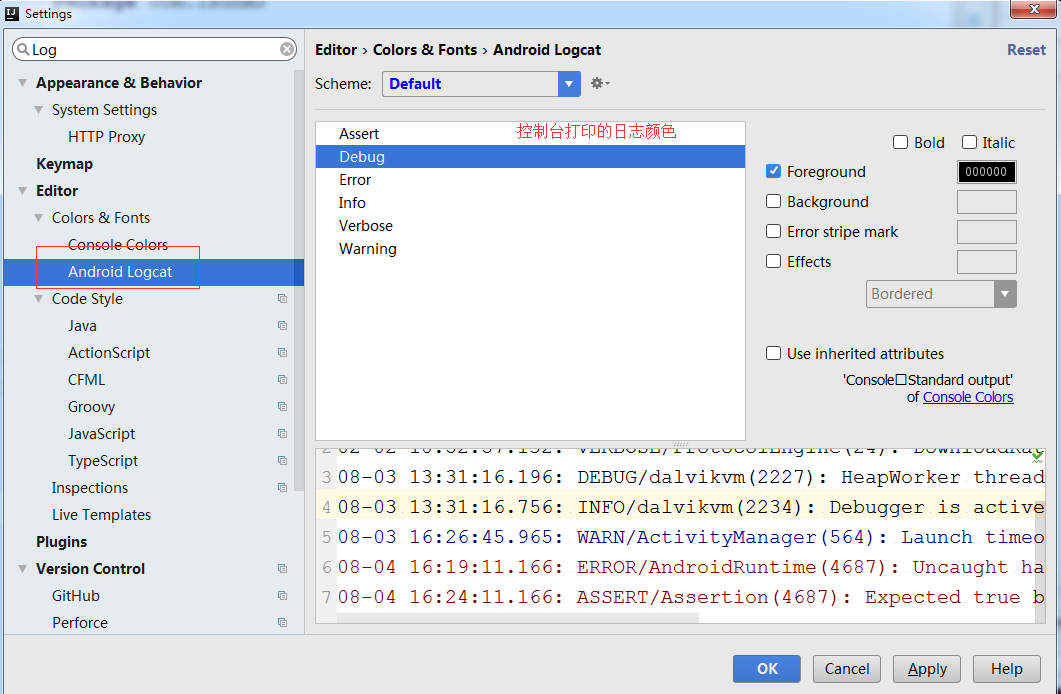 Settings
Log
Appearance & Behavior
System Settings
HTTP Proxy
Keymap
Editor
Colors & Fonts
Console Colors
Android Logcat
Code Style
Java
ActionScript
CFML
Groovy
JavaScript
TypeScript
Inspections
Live Templates
Plugins
Version Control
GitHub
Perforce
Editor › Colors & Fonts › Android Logcat
Reset
Scheme:
Default
控制台打印的日志颜色
Assert
Debug
Error
Info
Verbose
Warning
Bold
Italic
Foreground
000000
Background
Error stripe mark
Effects
Bordered
Use inherited attributes
'Console□Standard output'
of Console Colors
3 08-03 13:31:16.196: DEBUG/dalvikvm(2227): HeapWorker thread
4 08-03 13:31:16.756: INFO/dalvikvm(2234): Debugger is active
5 08-03 16:26:45.965: WARN/ActivityManager(564): Launch timeo
6 08-04 16:19:11.166: ERROR/AndroidRuntime(4687): Uncaught ha
7 08-04 16:24:11.166: ASSERT/Assertion(4687): Expected true b
OK
Cancel
Apply
Help